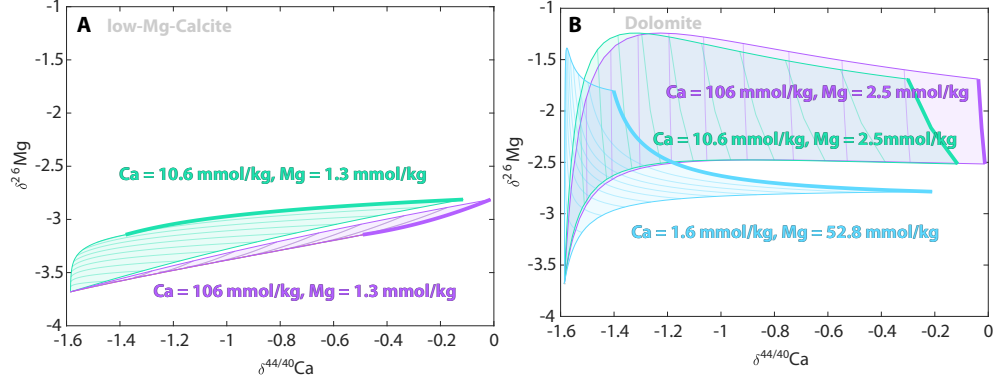 A low-Mg-Calcite
-1
-1.5
-2
-2.5
-3
-3.5
-4
δ²⁶Mg
Ca = 10.6 mmol/kg, Mg = 1.3 mmol/kg
Ca = 106 mmol/kg, Mg = 1.3 mmol/kg
-1.6 -1.4 -1.2 -1 -0.8 -0.6 -0.4 -0.2 0
δ⁴⁴/⁴⁰Ca
B Dolomite
-1
-1.5
-2
-2.5
-3
-3.5
-4
δ²⁶Mg
Ca = 106 mmol/kg, Mg = 2.5 mmol/kg
Ca = 10.6 mmol/kg, Mg = 2.5mmol/kg
Ca = 1.6 mmol/kg, Mg = 52.8 mmol/kg
-1.6 -1.4 -1.2 -1 -0.8 -0.6 -0.4 -0.2 0
δ⁴⁴/⁴⁰Ca